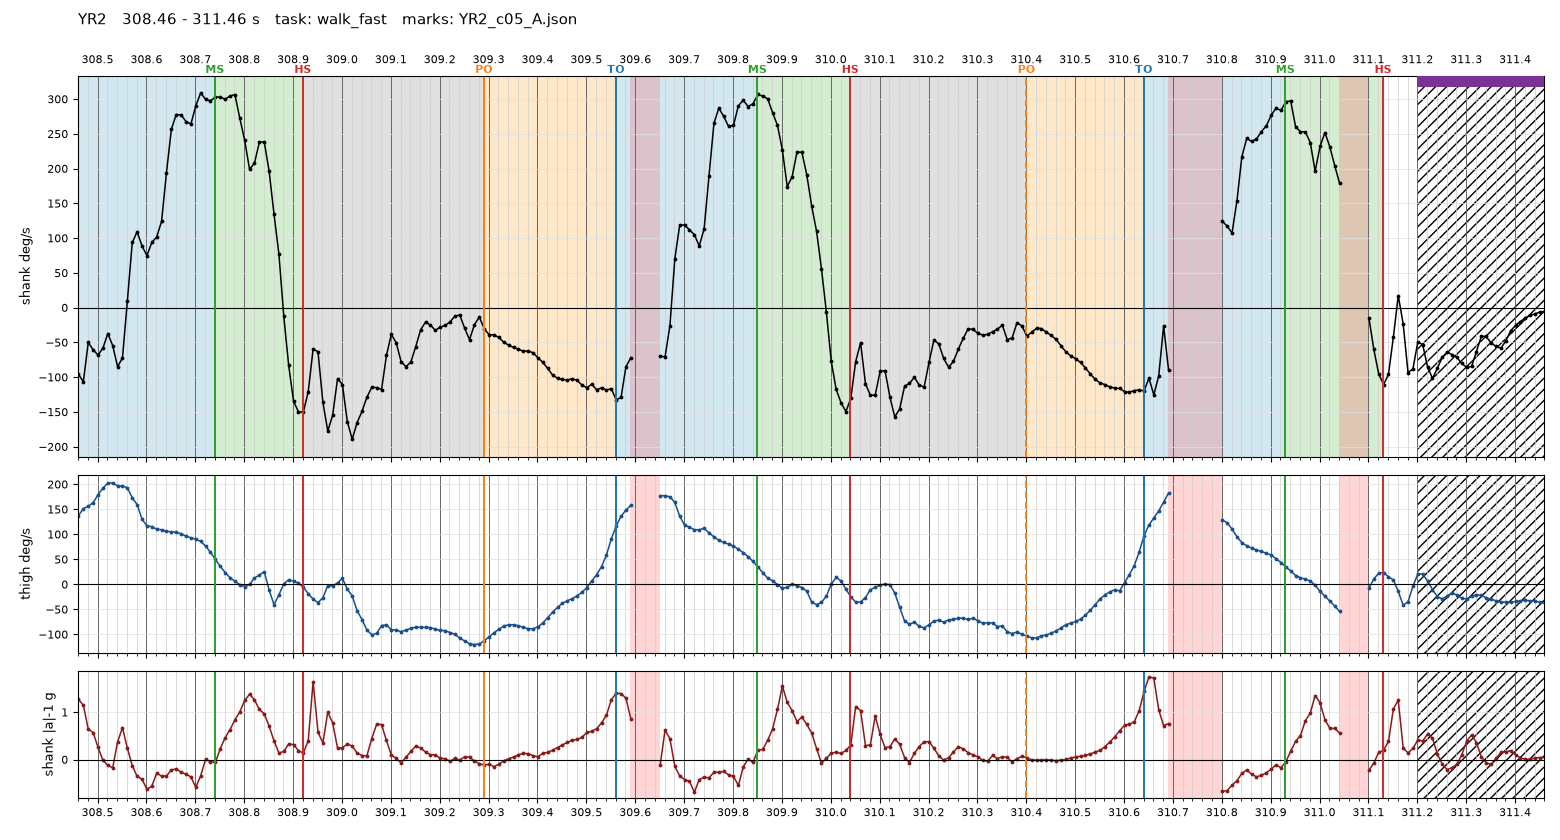 YR2 308.46 - 311.46 s task: walk_fast marks: YR2_c05_A.json
308.5 308.6 308.7 308.8 308.9 309.0 309.1 309.2 309.3 309.4 309.5 309.6 309.7 309.8 309.9 310.0 310.1 310.2 310.3 310.4 310.5 310.6 310.7 310.8 310.9 311.0 311.1 311.2 311.3 311.4
MS HS PO TO MS HS PO TO MS HS
shank deg/s
300
250
200
150
100
50
0
−50
−100
−150
−200
thigh deg/s
200
150
100
50
0
−50
−100
shank |a|-1 g
1
0
308.5 308.6 308.7 308.8 308.9 309.0 309.1 309.2 309.3 309.4 309.5 309.6 309.7 309.8 309.9 310.0 310.1 310.2 310.3 310.4 310.5 310.6 310.7 310.8 310.9 311.0 311.1 311.2 311.3 311.4